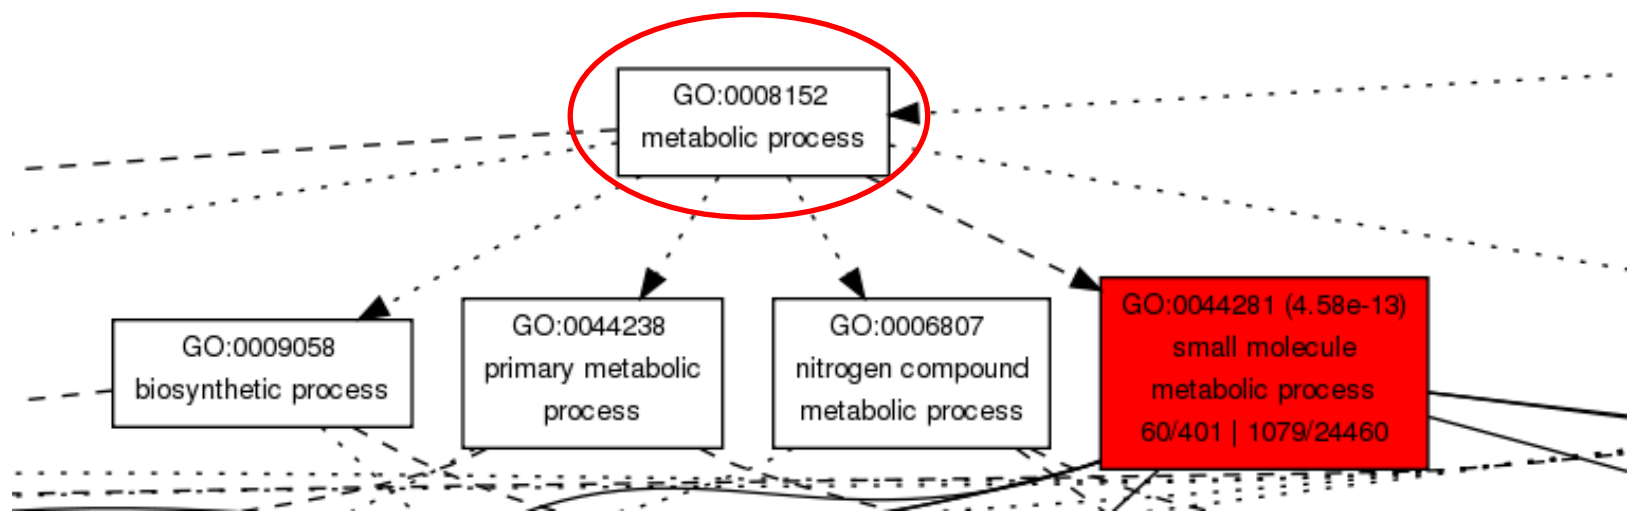 GO:0008152
metabolic process
GO:0009058
biosynthetic process
GO:0044238
primary metabolic
process
GO:0006807
nitrogen compound
metabolic process
GO:0044281 (4.58e-13)
small molecule
metabolic process
60/401 | 1079/24460